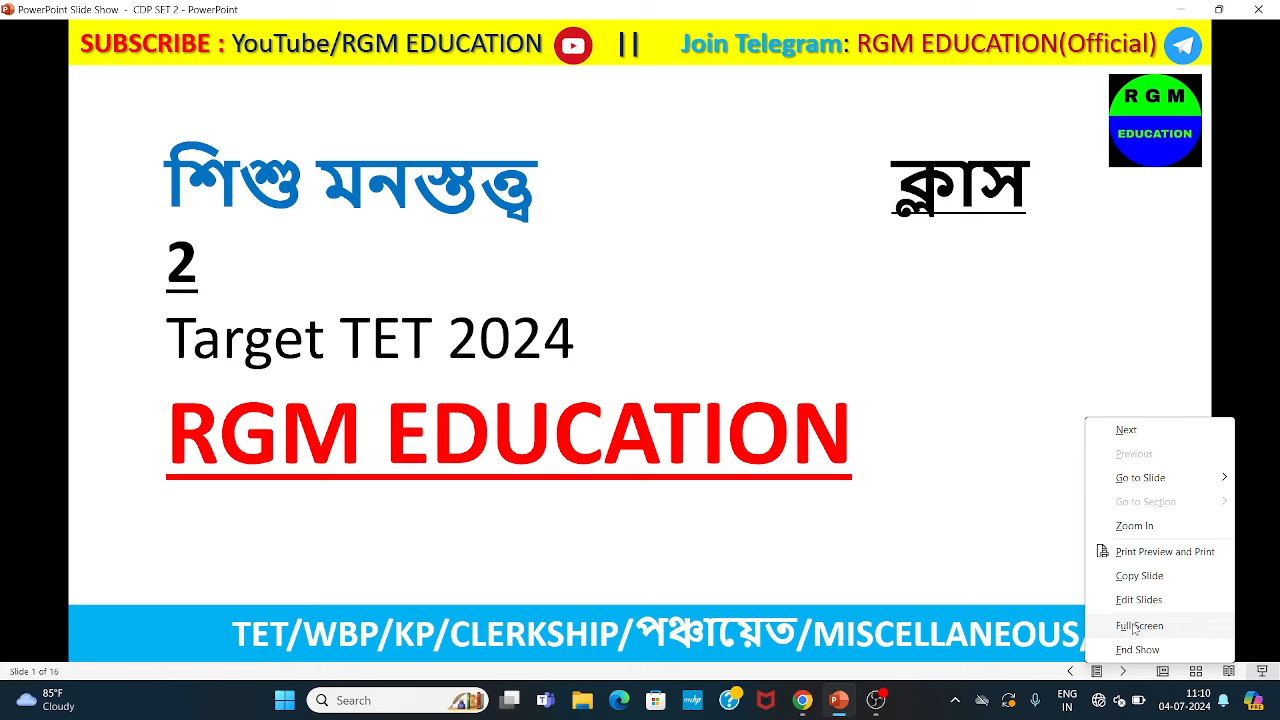 PowerPoint Slide Show - CDP SET 2 - PowerPoint
SUBSCRIBE : YouTube/RGM EDUCATION || Join Telegram: RGM EDUCATION(Official)
R G M
EDUCATION
শিশু মনস্তত্ত্ব ক্লাস
2
Target TET 2024
RGM EDUCATION
Next
Previous
Go to Slide
Go to Section
Zoom In
Print Preview and Print
Copy Slide
Edit Slides
Full Screen
End Show
TET/WBP/KP/CLERKSHIP/পঞ্চায়েত/MISCELLANEOUS/
Slide 1 of 16
85°F
Cloudy
Search
myhp
ENG
IN
11:10
04-07-2024
PRE